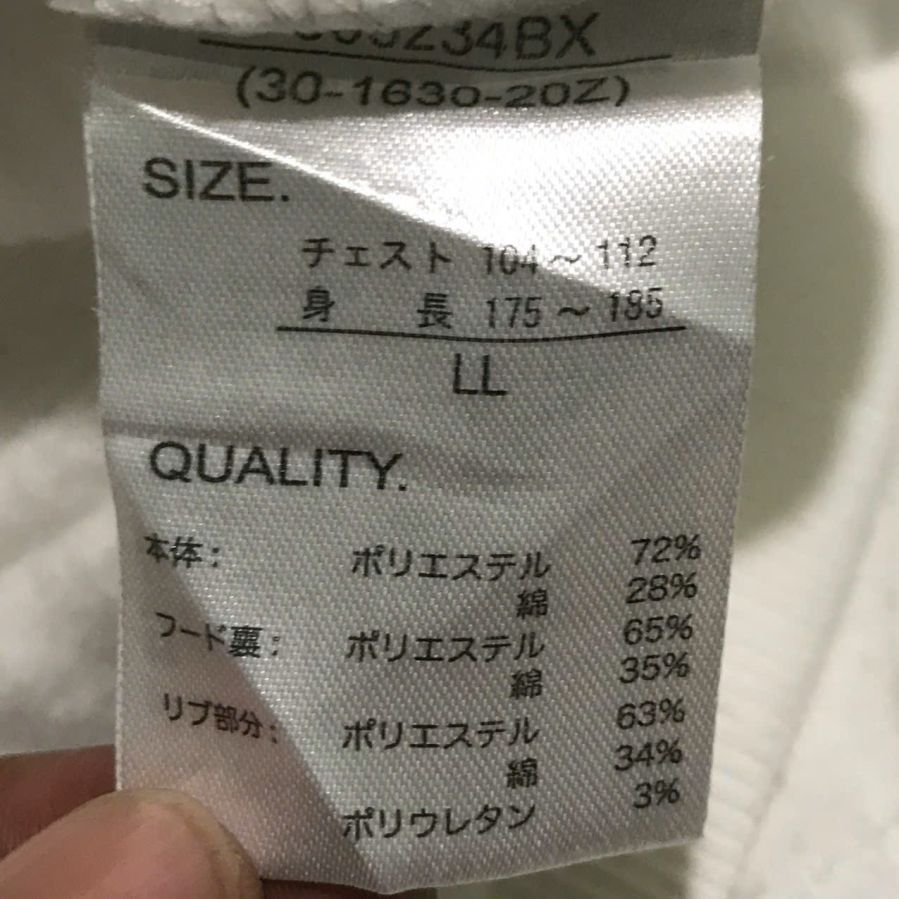 (30-1630-20Z)
SIZE.
チェスト 104～112
身 長 175～185
LL
QUALITY.
本体: ポリエステル 72%
綿 28%
フード裏: ポリエステル 65%
綿 35%
リブ部分: ポリエステル 63%
綿 34%
ポリウレタン 3%